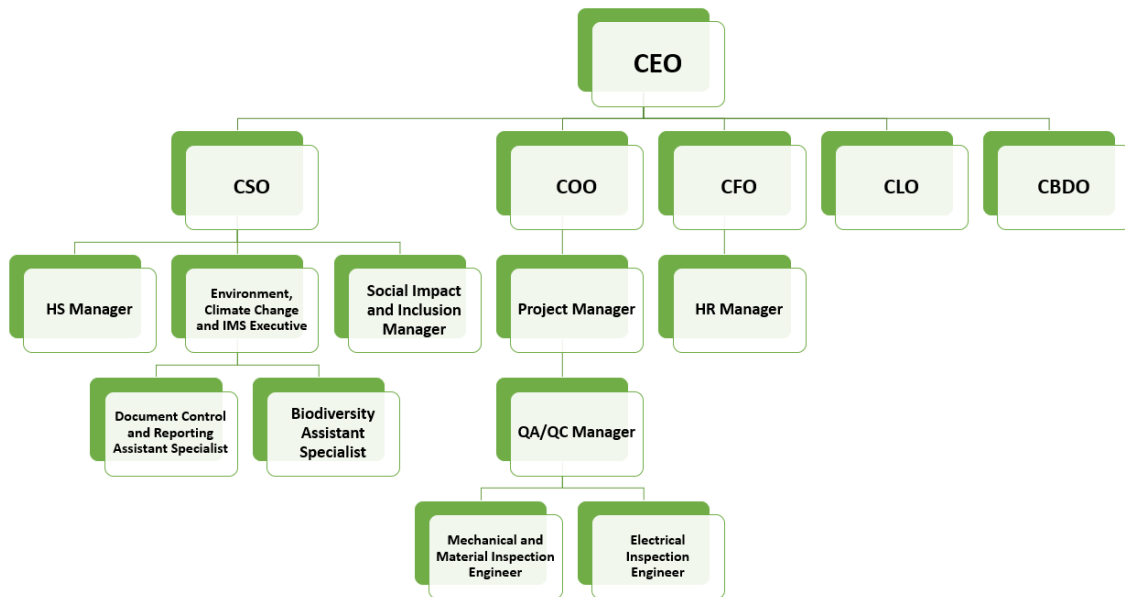 CEO
CSO
COO
CFO
CLO
CBDO
HS Manager
Environment,
Climate Change
and IMS Executive
Social Impact
and Inclusion
Manager
Project Manager
HR Manager
Document Control
and Reporting
Assistant Specialist
Biodiversity
Assistant
Specialist
QA/QC Manager
Mechanical and
Material Inspection
Engineer
Electrical
Inspection
Engineer